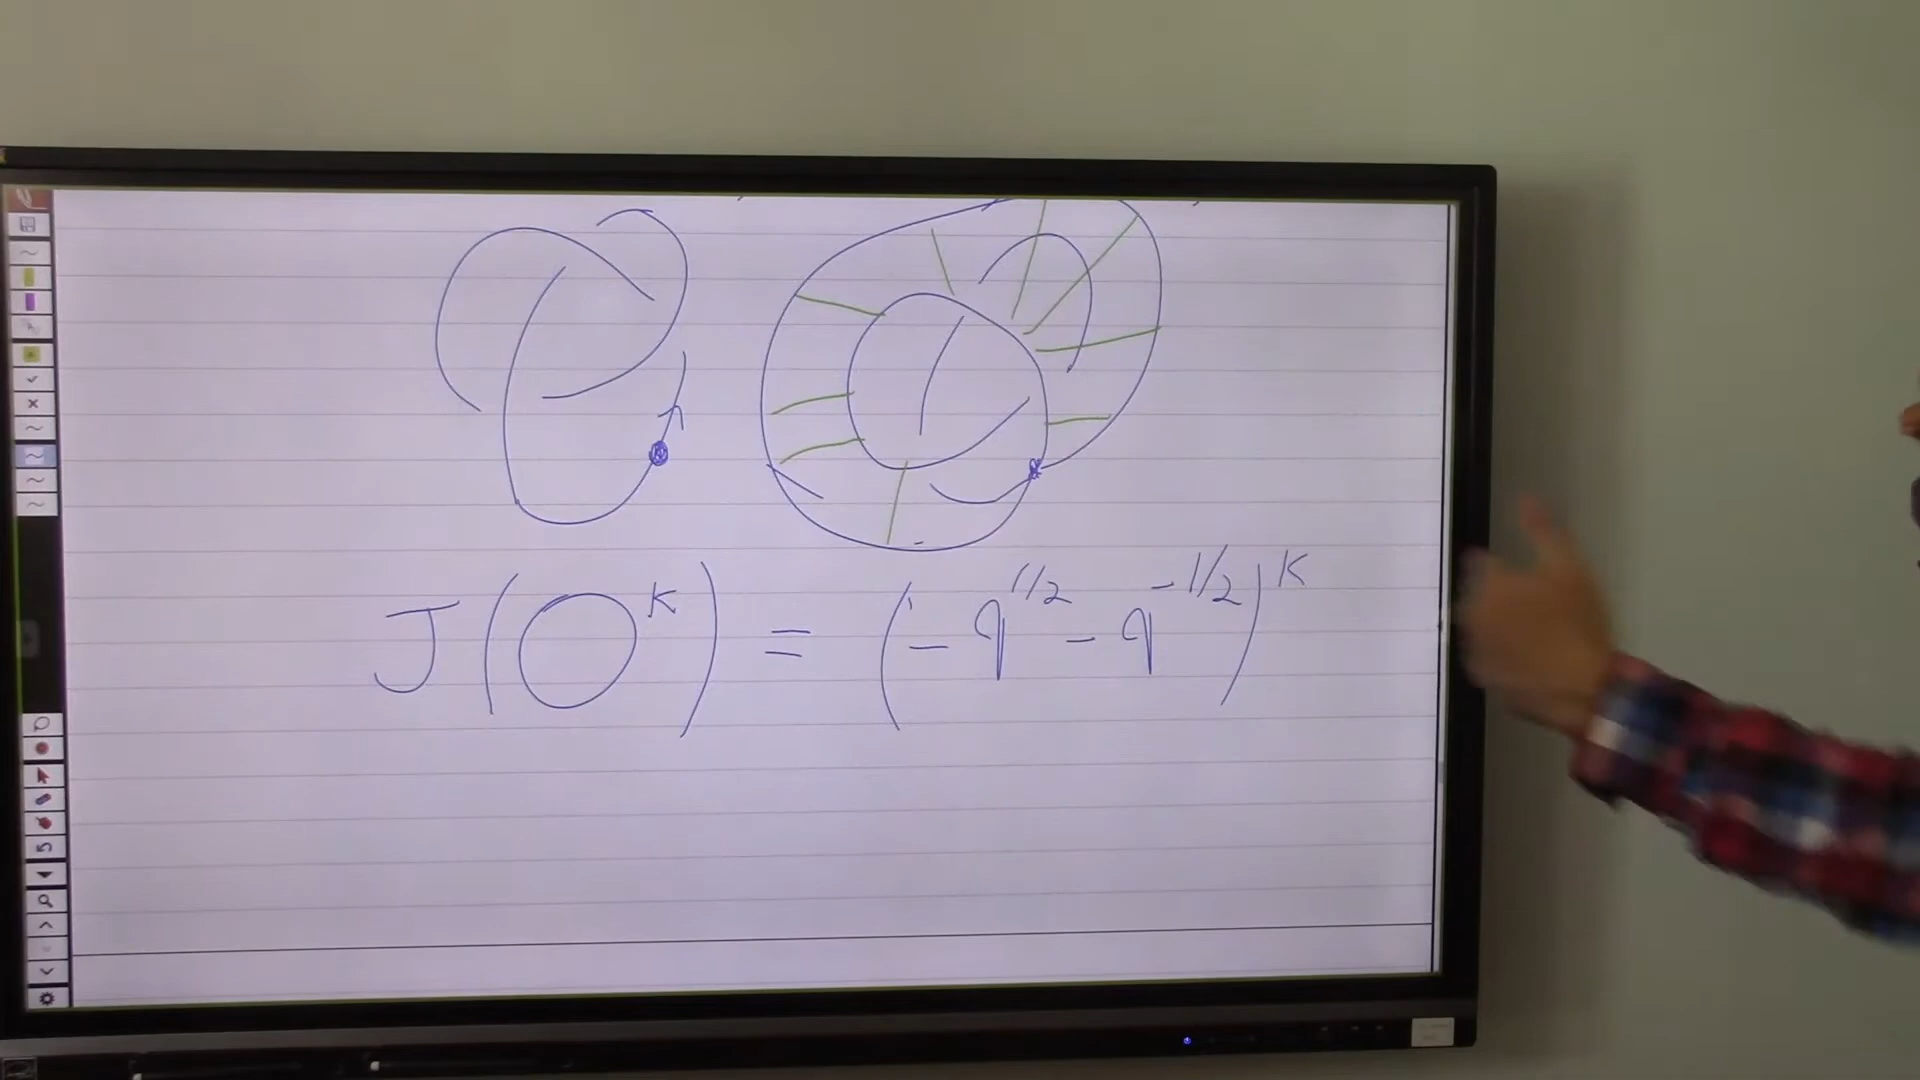 J(O^K) = (-q^{1/2} - q^{-1/2})^K